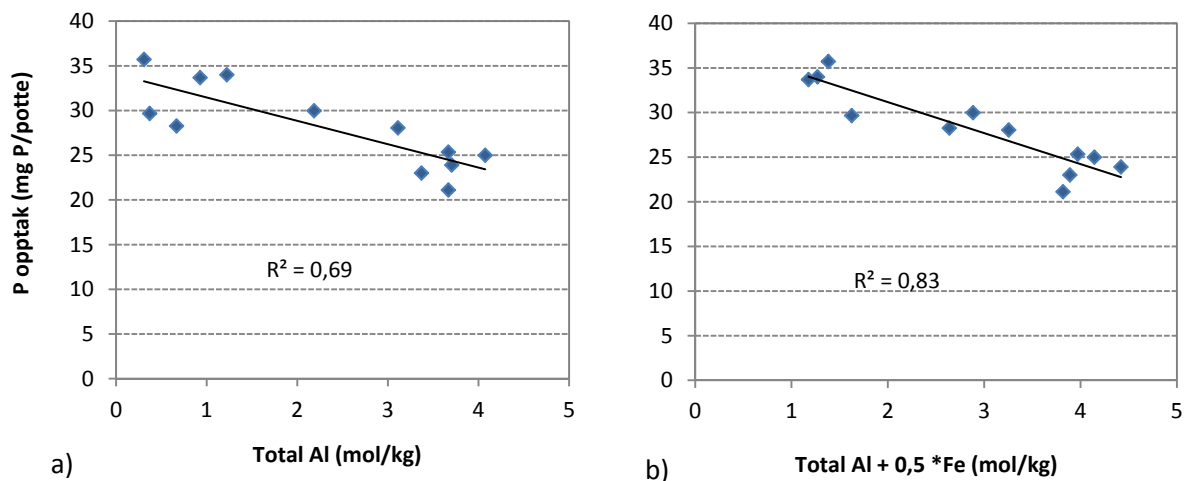 40
35
30
25
20
15
10
5
0
P opptak (mg P/potte)
R² = 0,69
0 1 2 3 4 5
Total Al (mol/kg)
a)
40
35
30
25
20
15
10
5
0
R² = 0,83
0 1 2 3 4 5
Total Al + 0,5 *Fe (mol/kg)
b)